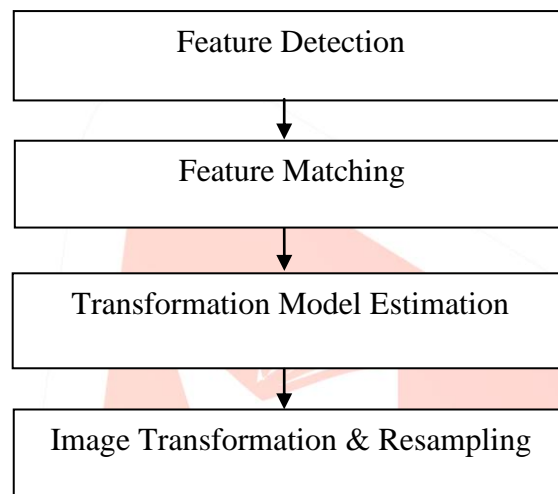 Feature Detection
Feature Matching
Transformation Model Estimation
Image Transformation & Resampling